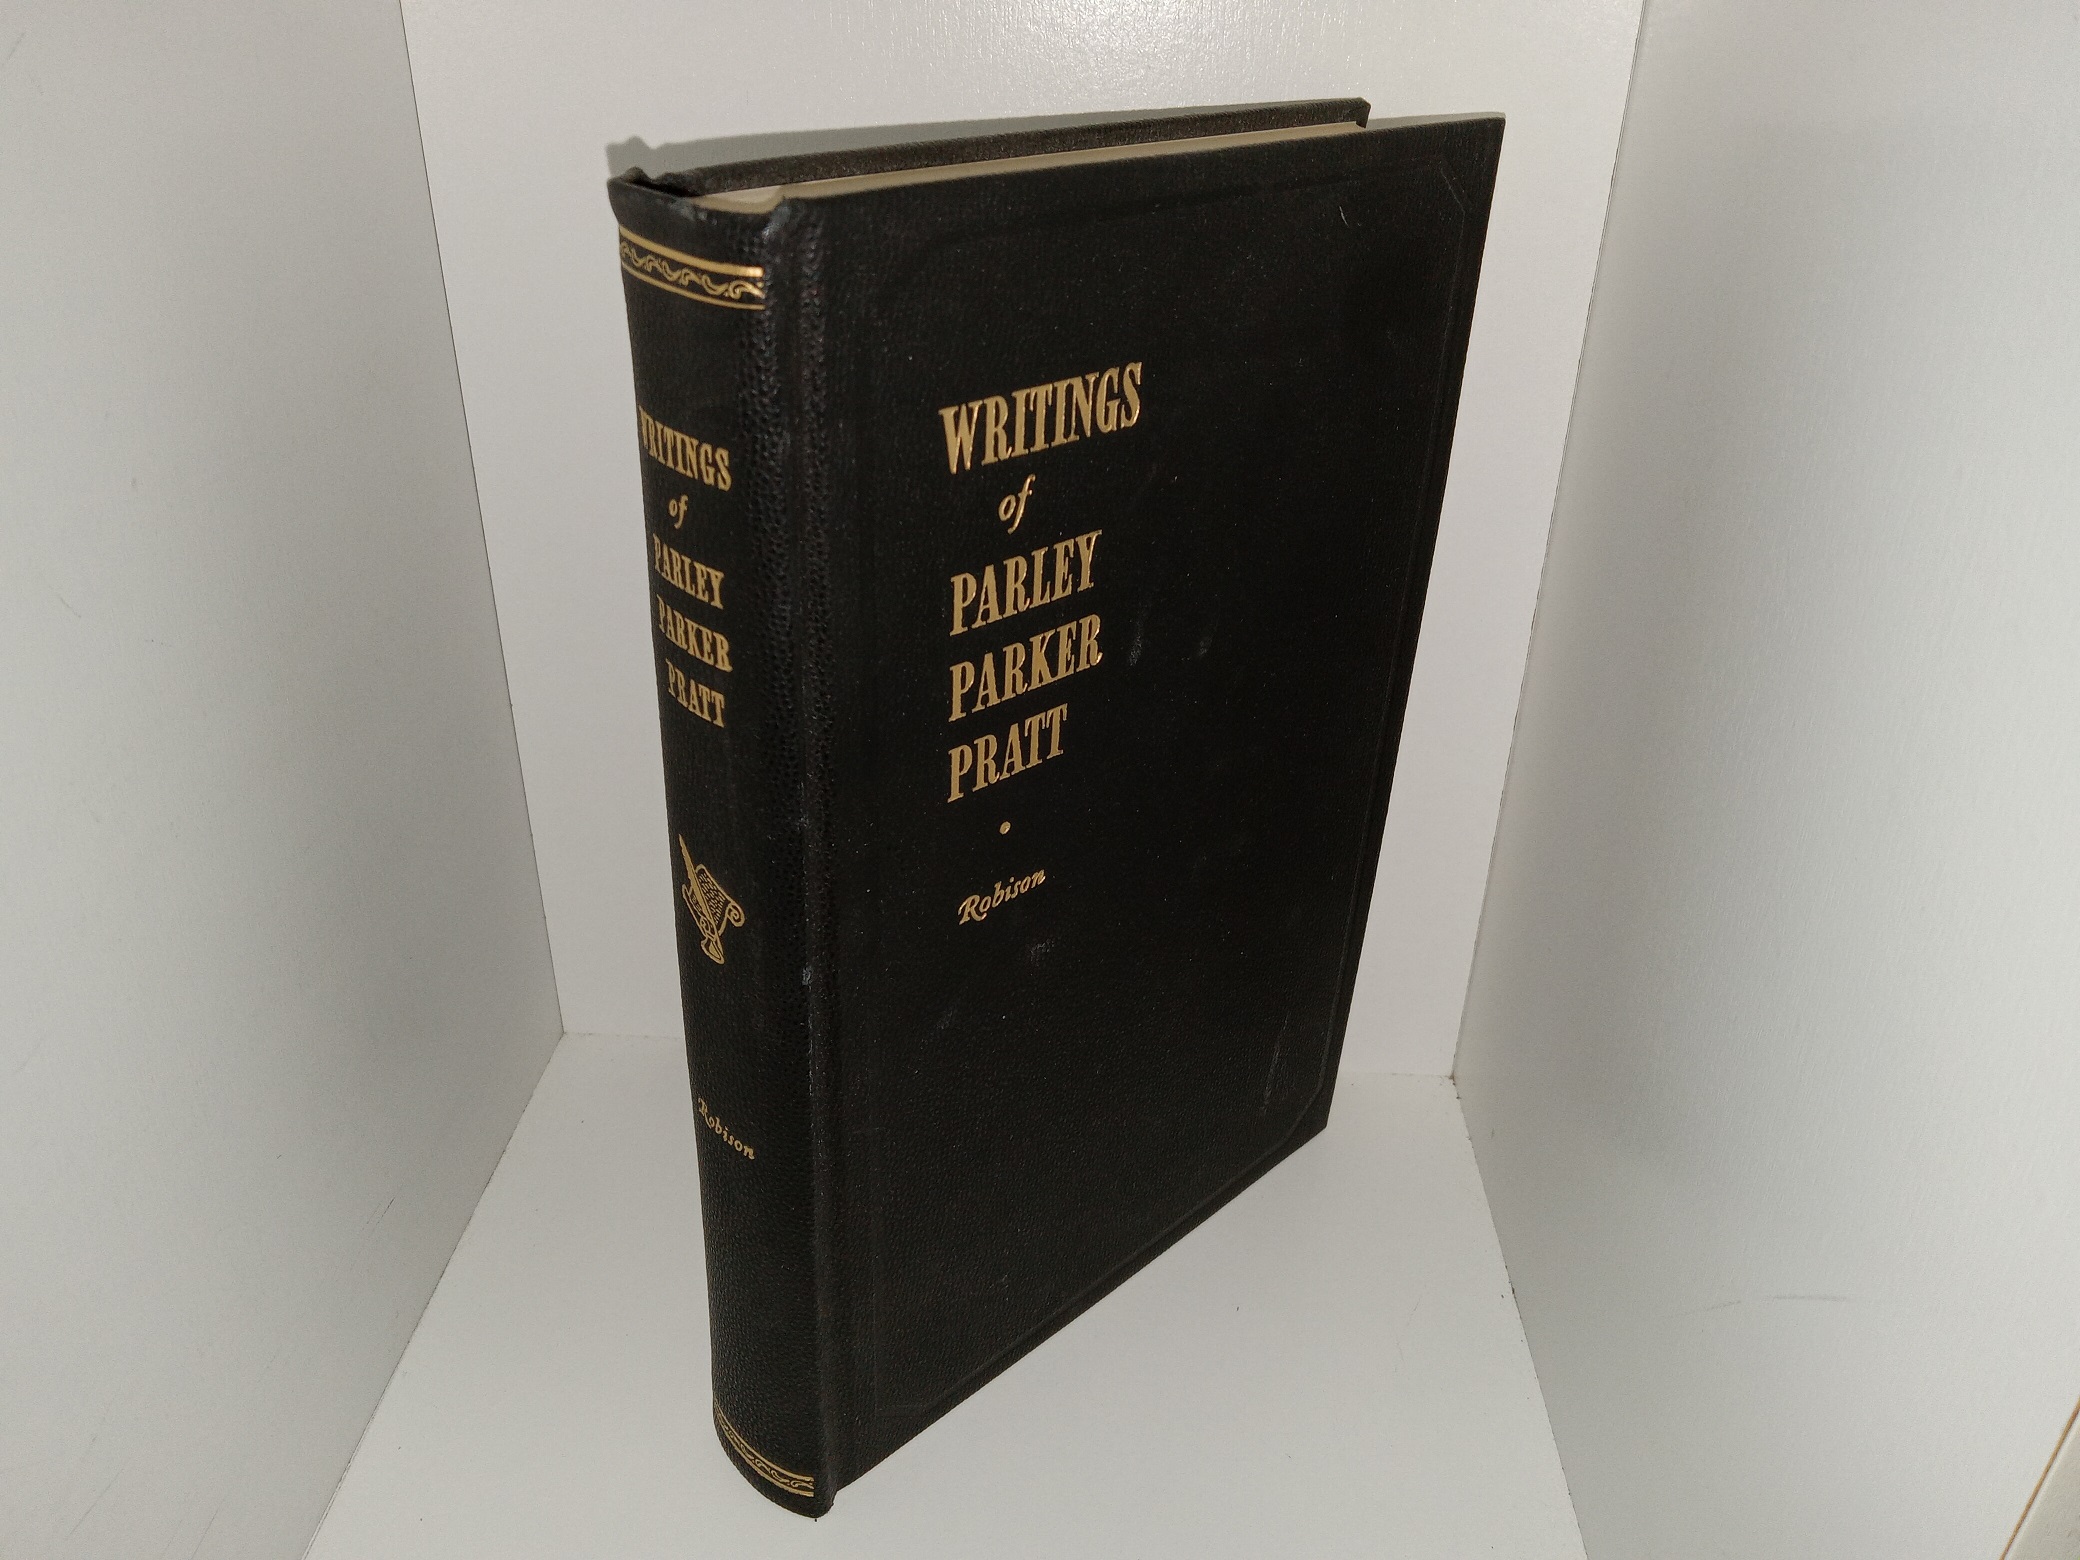 WRITINGS
of
PARLEY
PARKER
PRATT
Robison
WRITINGS
of
PARLEY
PARKER
PRATT
•
Robison